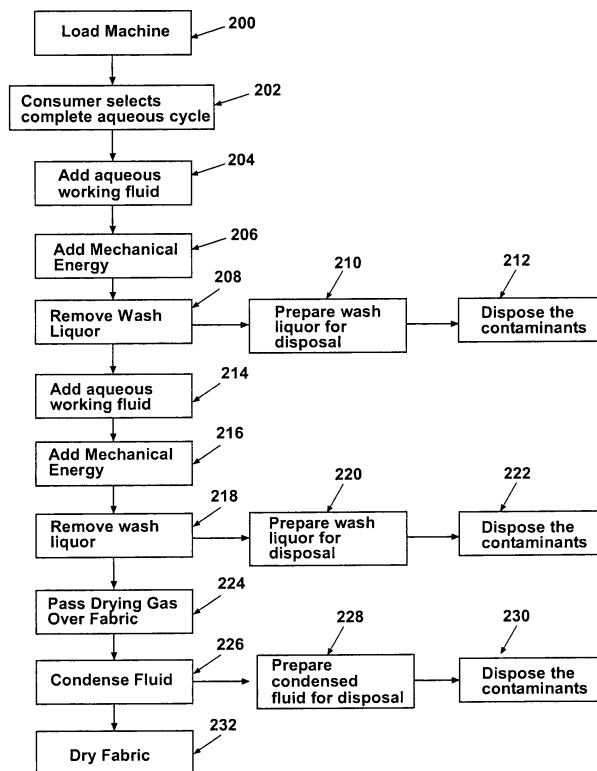 Load Machine
200
Consumer selects
complete aqueous cycle
202
Add aqueous
working fluid
204
Add Mechanical
Energy
206
Remove Wash
Liquor
208
Prepare wash
liquor for
disposal
210
Dispose the
contaminants
212
Add aqueous
working fluid
214
Add Mechanical
Energy
216
Remove wash
liquor
218
Prepare wash
liquor for
disposal
220
Dispose the
contaminants
222
Pass Drying Gas
Over Fabric
224
Condense Fluid
226
Prepare
condensed
fluid for disposal
228
Dispose the
contaminants
230
Dry Fabric
232